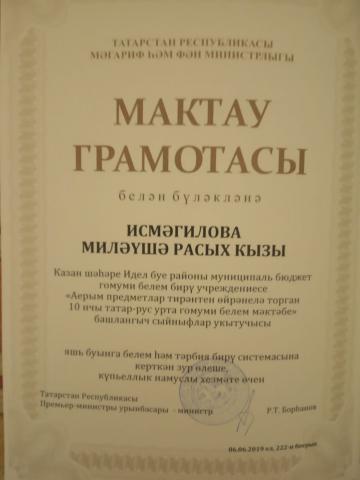 ТАТАРСТАН РЕСПУБЛИКАСЫ
МӘГАРИФ ҺӘМ ФӘН МИНИСТРЛЫГЫ
МАКТАУ
ГРАМОТАСЫ
белән бүләкләнә
ИСМӘГИЛОВА
МИЛӘҮШӘ РАСЫХ КЫЗЫ
Казан шәһәре Идел буе районы муниципаль бюджет
гомуми белем бирү учреждениесе
«Аерым предметлар тирәнтен өйрәнелә торган
10 нчы татар-рус урта гомуми белем мәктәбе»
башлангыч сыйныфлар укытучысы
яшь буынга белем һәм тәрбия бирү системасына
керткән зур өлеше,
күпьеллык намуслы хезмәте өчен
Татарстан Республикасы
Премьер-министры урынбасары - министр
Р.Т. Борһанов
06.06.2019 ел, 222-н боерык